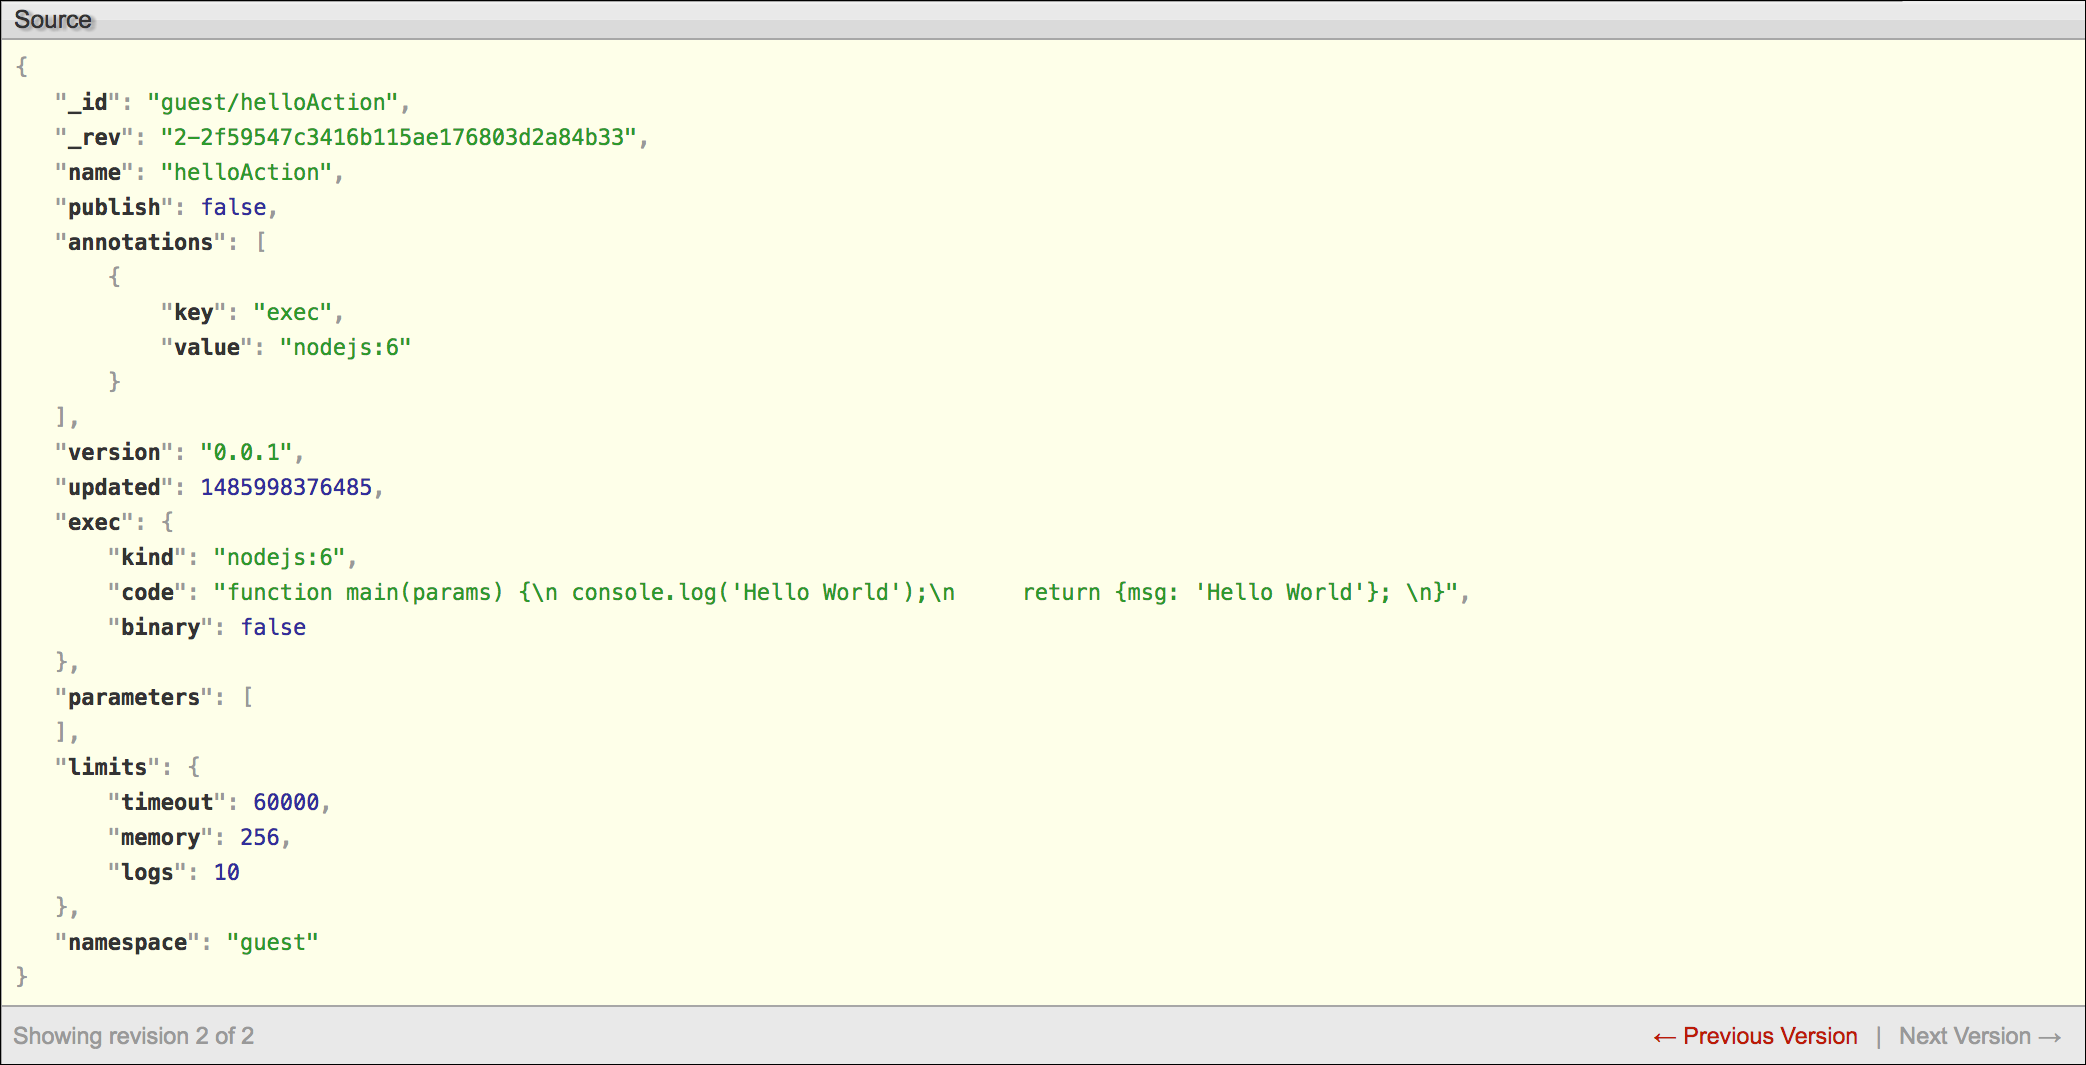 Source
{
   "_id": "guest/helloAction",
   "_rev": "2-2f59547c3416b115ae176803d2a84b33",
   "name": "helloAction",
   "publish": false,
   "annotations": [
       {
           "key": "exec",
           "value": "nodejs:6"
       }
   ],
   "version": "0.0.1",
   "updated": 1485998376485,
   "exec": {
       "kind": "nodejs:6",
       "code": "function main(params) {\n console.log('Hello World');\n     return {msg: 'Hello World'}; \n}",
       "binary": false
   },
   "parameters": [
   ],
   "limits": {
       "timeout": 60000,
       "memory": 256,
       "logs": 10
   },
   "namespace": "guest"
}
Showing revision 2 of 2 ← Previous Version | Next Version →